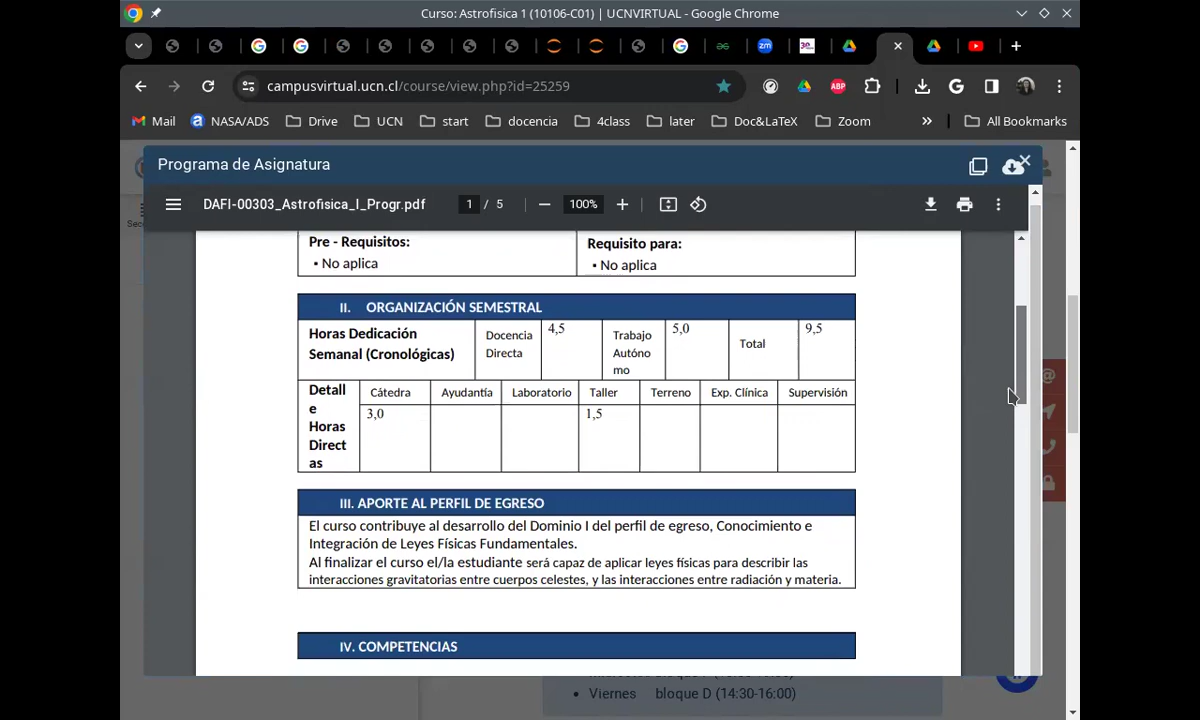 Curso: Astrofisica 1 (10106-C01) | UCNVIRTUAL - Google Chrome
campusvirtual.ucn.cl/course/view.php?id=25259
Mail NASA/ADS Drive UCN start docencia 4class later Doc&LaTeX Zoom » All Bookmarks
Programa de Asignatura
DAFI-00303_Astrofisica_I_Progr.pdf 1 / 5 100%
Pre - Requisitos: Requisito para:
▪ No aplica ▪ No aplica
II. ORGANIZACIÓN SEMESTRAL
Horas Dedicación
Semanal (Cronológicas)
Docencia
Directa
4,5
Trabajo
Autóno
mo
5,0
Total
9,5
Detall
e
Horas
Direct
as
Cátedra Ayudantía Laboratorio Taller Terreno Exp. Clínica Supervisión
3,0 1,5
III. APORTE AL PERFIL DE EGRESO
El curso contribuye al desarrollo del Dominio I del perfil de egreso, Conocimiento e
Integración de Leyes Físicas Fundamentales.
Al finalizar el curso el/la estudiante será capaz de aplicar leyes físicas para describir las
interacciones gravitatorias entre cuerpos celestes, y las interacciones entre radiación y materia.
IV. COMPETENCIAS
• Viernes bloque D (14:30-16:00)